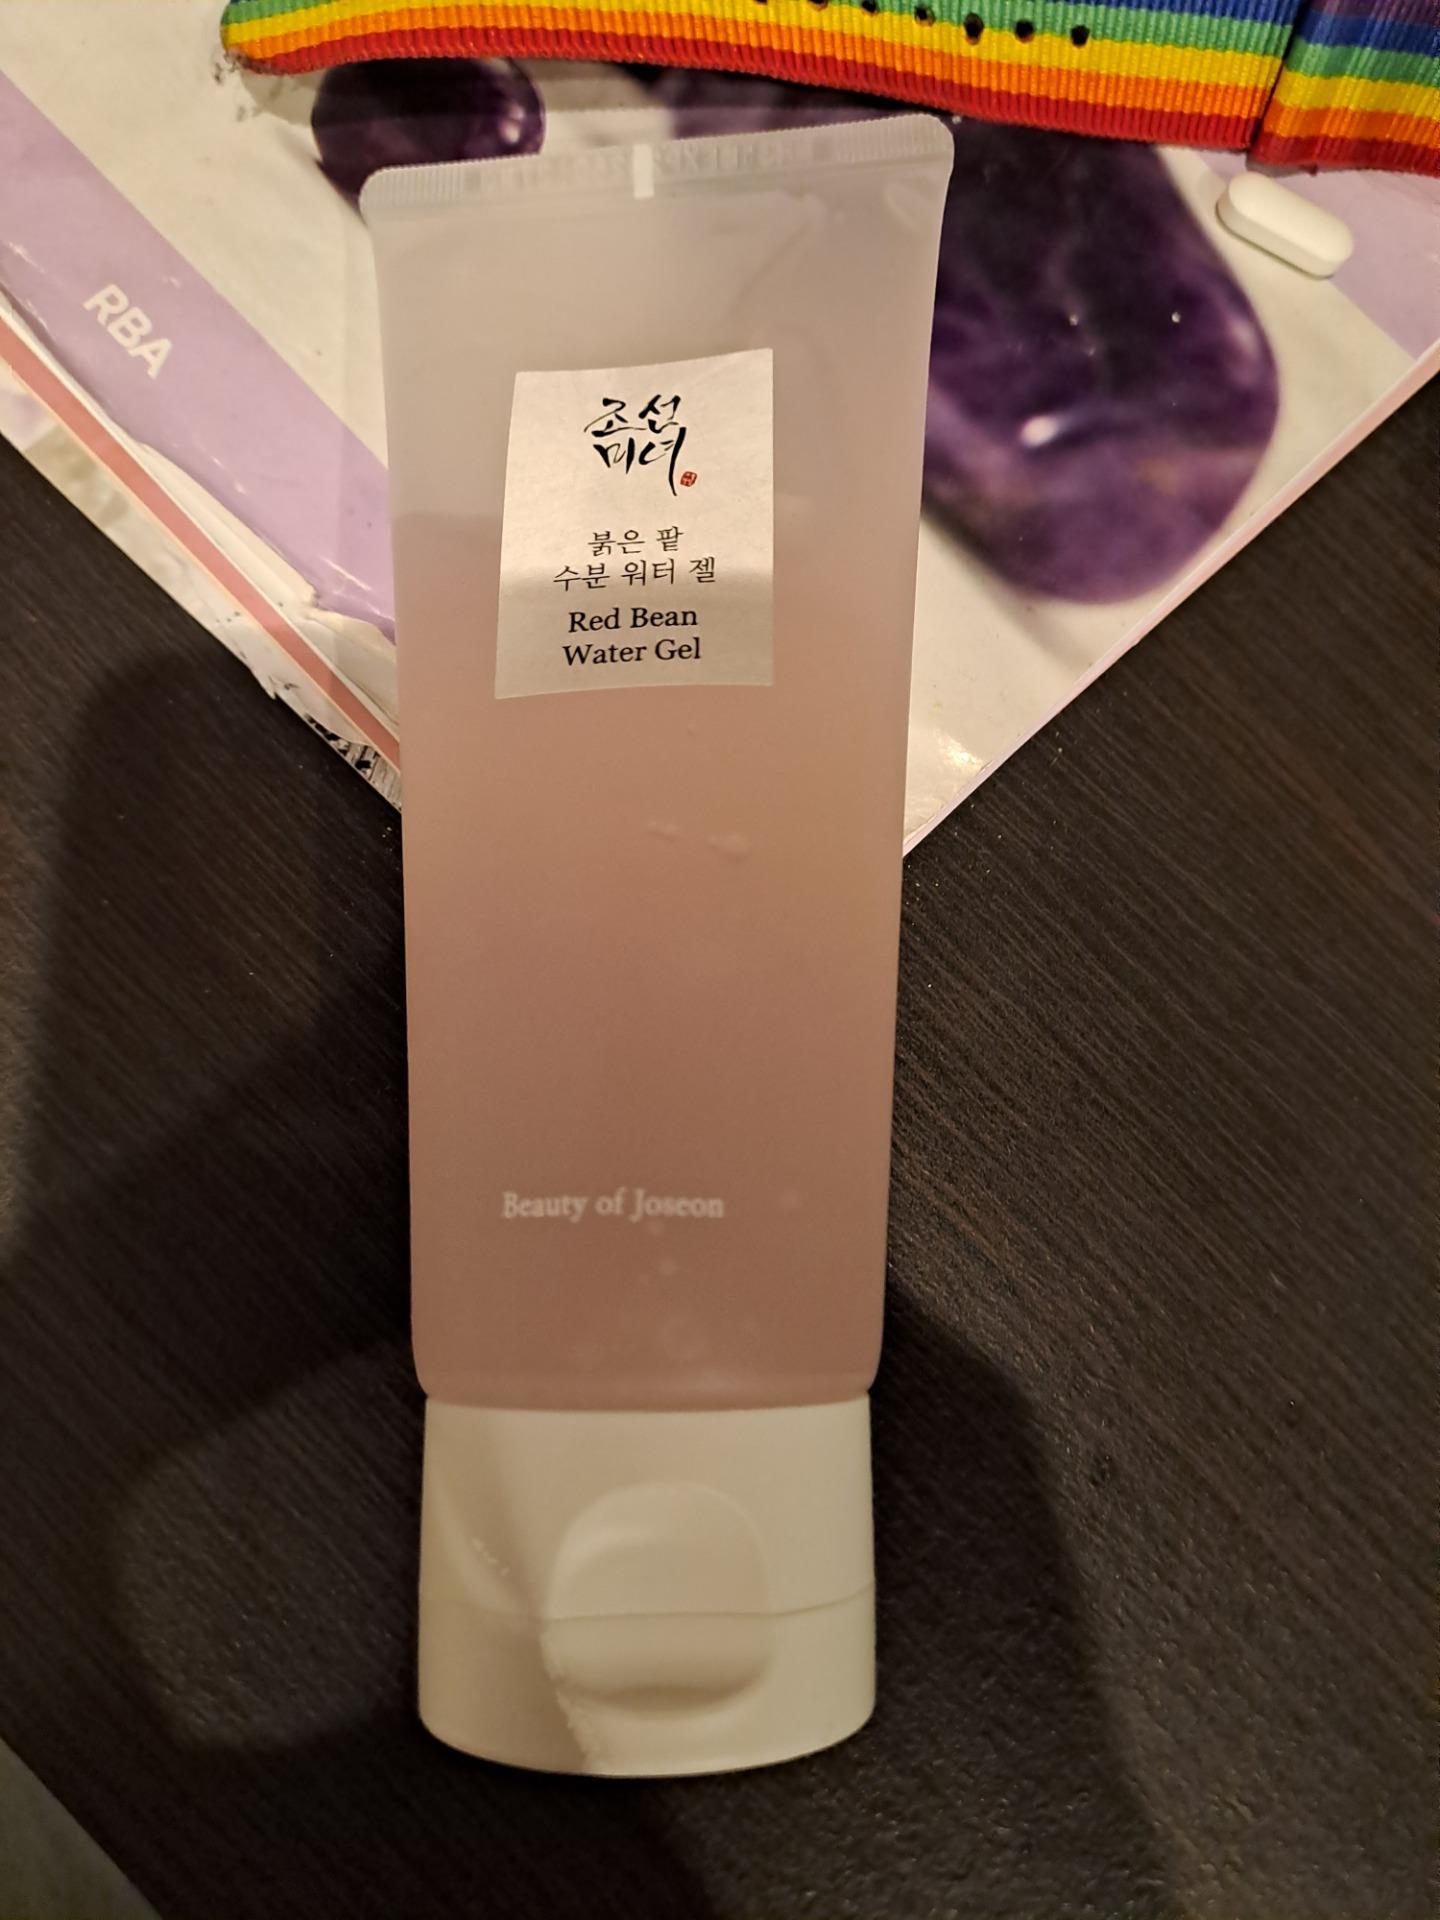 RBA
조선
미녀
붉은 팥
수분 워터 젤
Red Bean
Water Gel
Beauty of Joseon